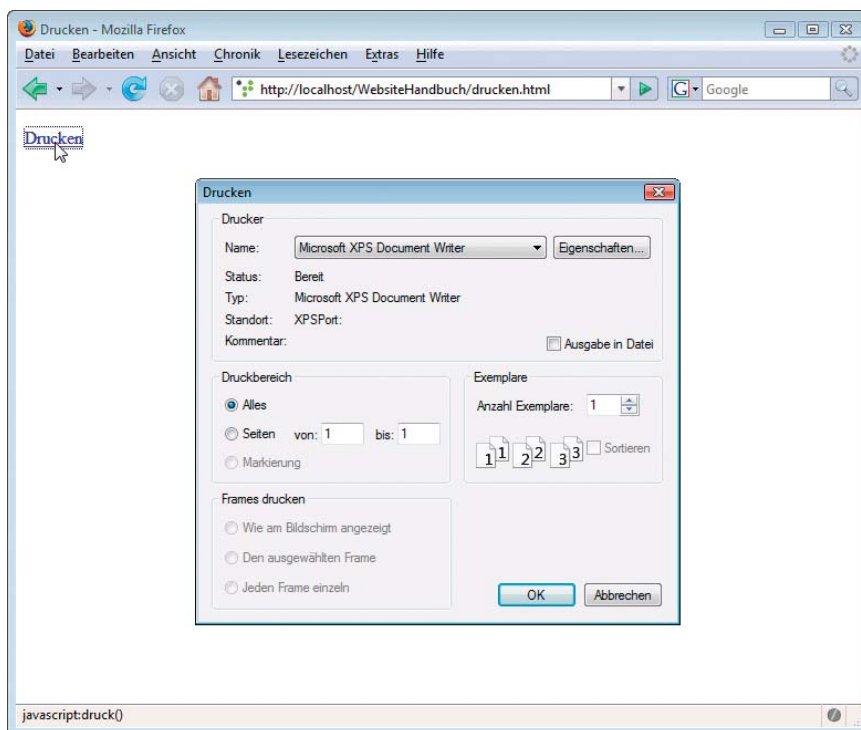 Drucken - Mozilla Firefox
Datei Bearbeiten Ansicht Chronik Lesezeichen Extras Hilfe
http://localhost/WebsiteHandbuch/drucken.html
G Google
Drucken
Drucken
Drucker
Name: Microsoft XPS Document Writer Eigenschaften...
Status: Bereit
Typ: Microsoft XPS Document Writer
Standort: XPSPort:
Kommentar: Ausgabe in Datei
Druckbereich
Alles
Seiten von: 1 bis: 1
Markierung
Exemplare
Anzahl Exemplare: 1
1 1 2 2 3 3 Sortieren
Frames drucken
Wie am Bildschirm angezeigt
Den ausgewählten Frame
Jeden Frame einzeln
OK Abbrechen
javascript:druck()